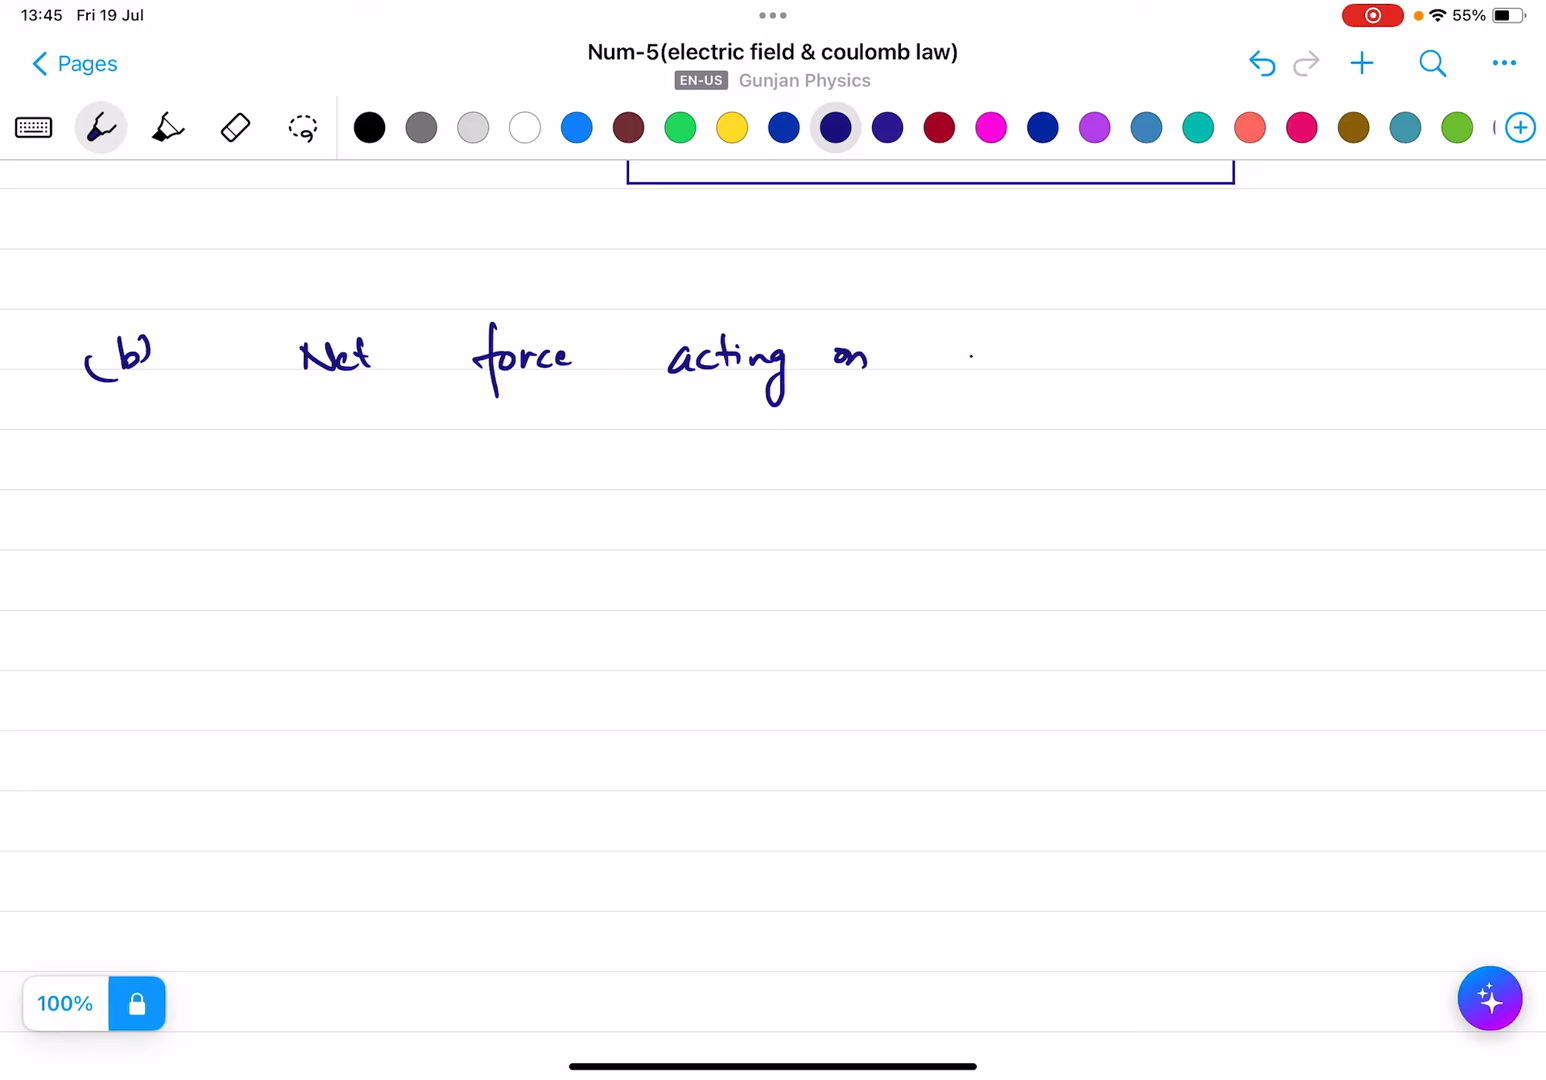 13:45 Fri 19 Jul
55%
Pages
Num-5(electric field & coulomb law)
EN-US Gunjan Physics
(b) Net force acting on
100%